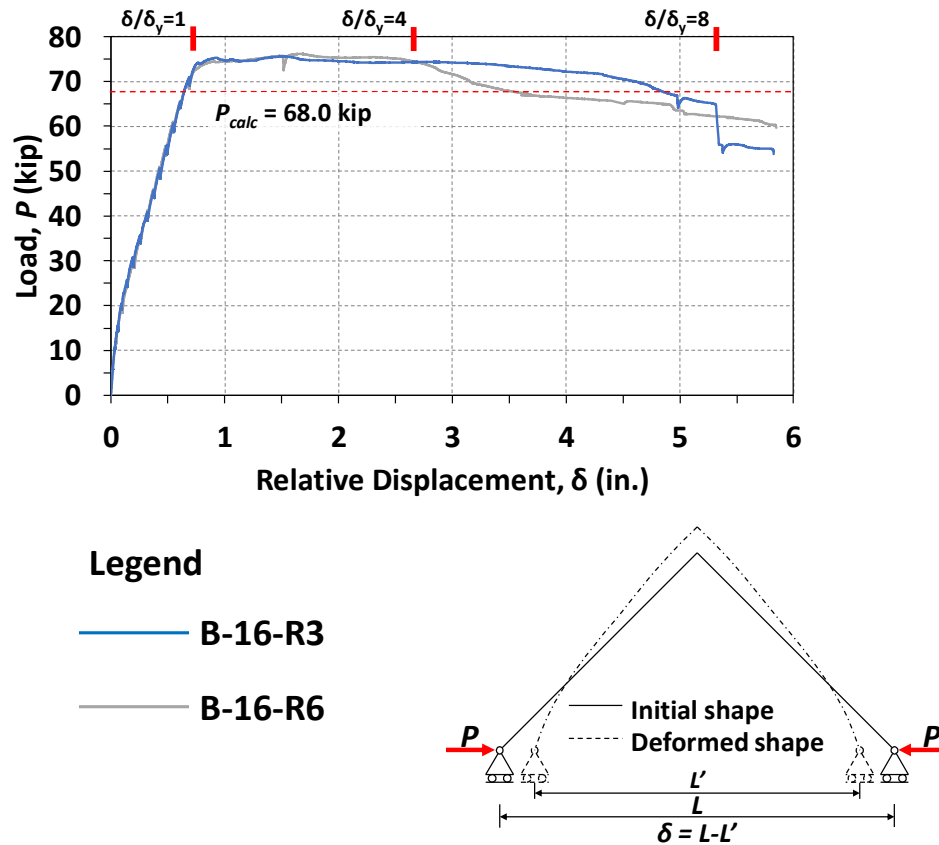 δ/δy=1 δ/δy=4 δ/δy=8
80
70
60
50
40
30
20
10
0
Load, P (kip)
Pcalc = 68.0 kip
0 1 2 3 4 5 6
Relative Displacement, δ (in.)
Legend
B-16-R3
B-16-R6
Initial shape
Deformed shape
P P
L'
L
δ = L-L'